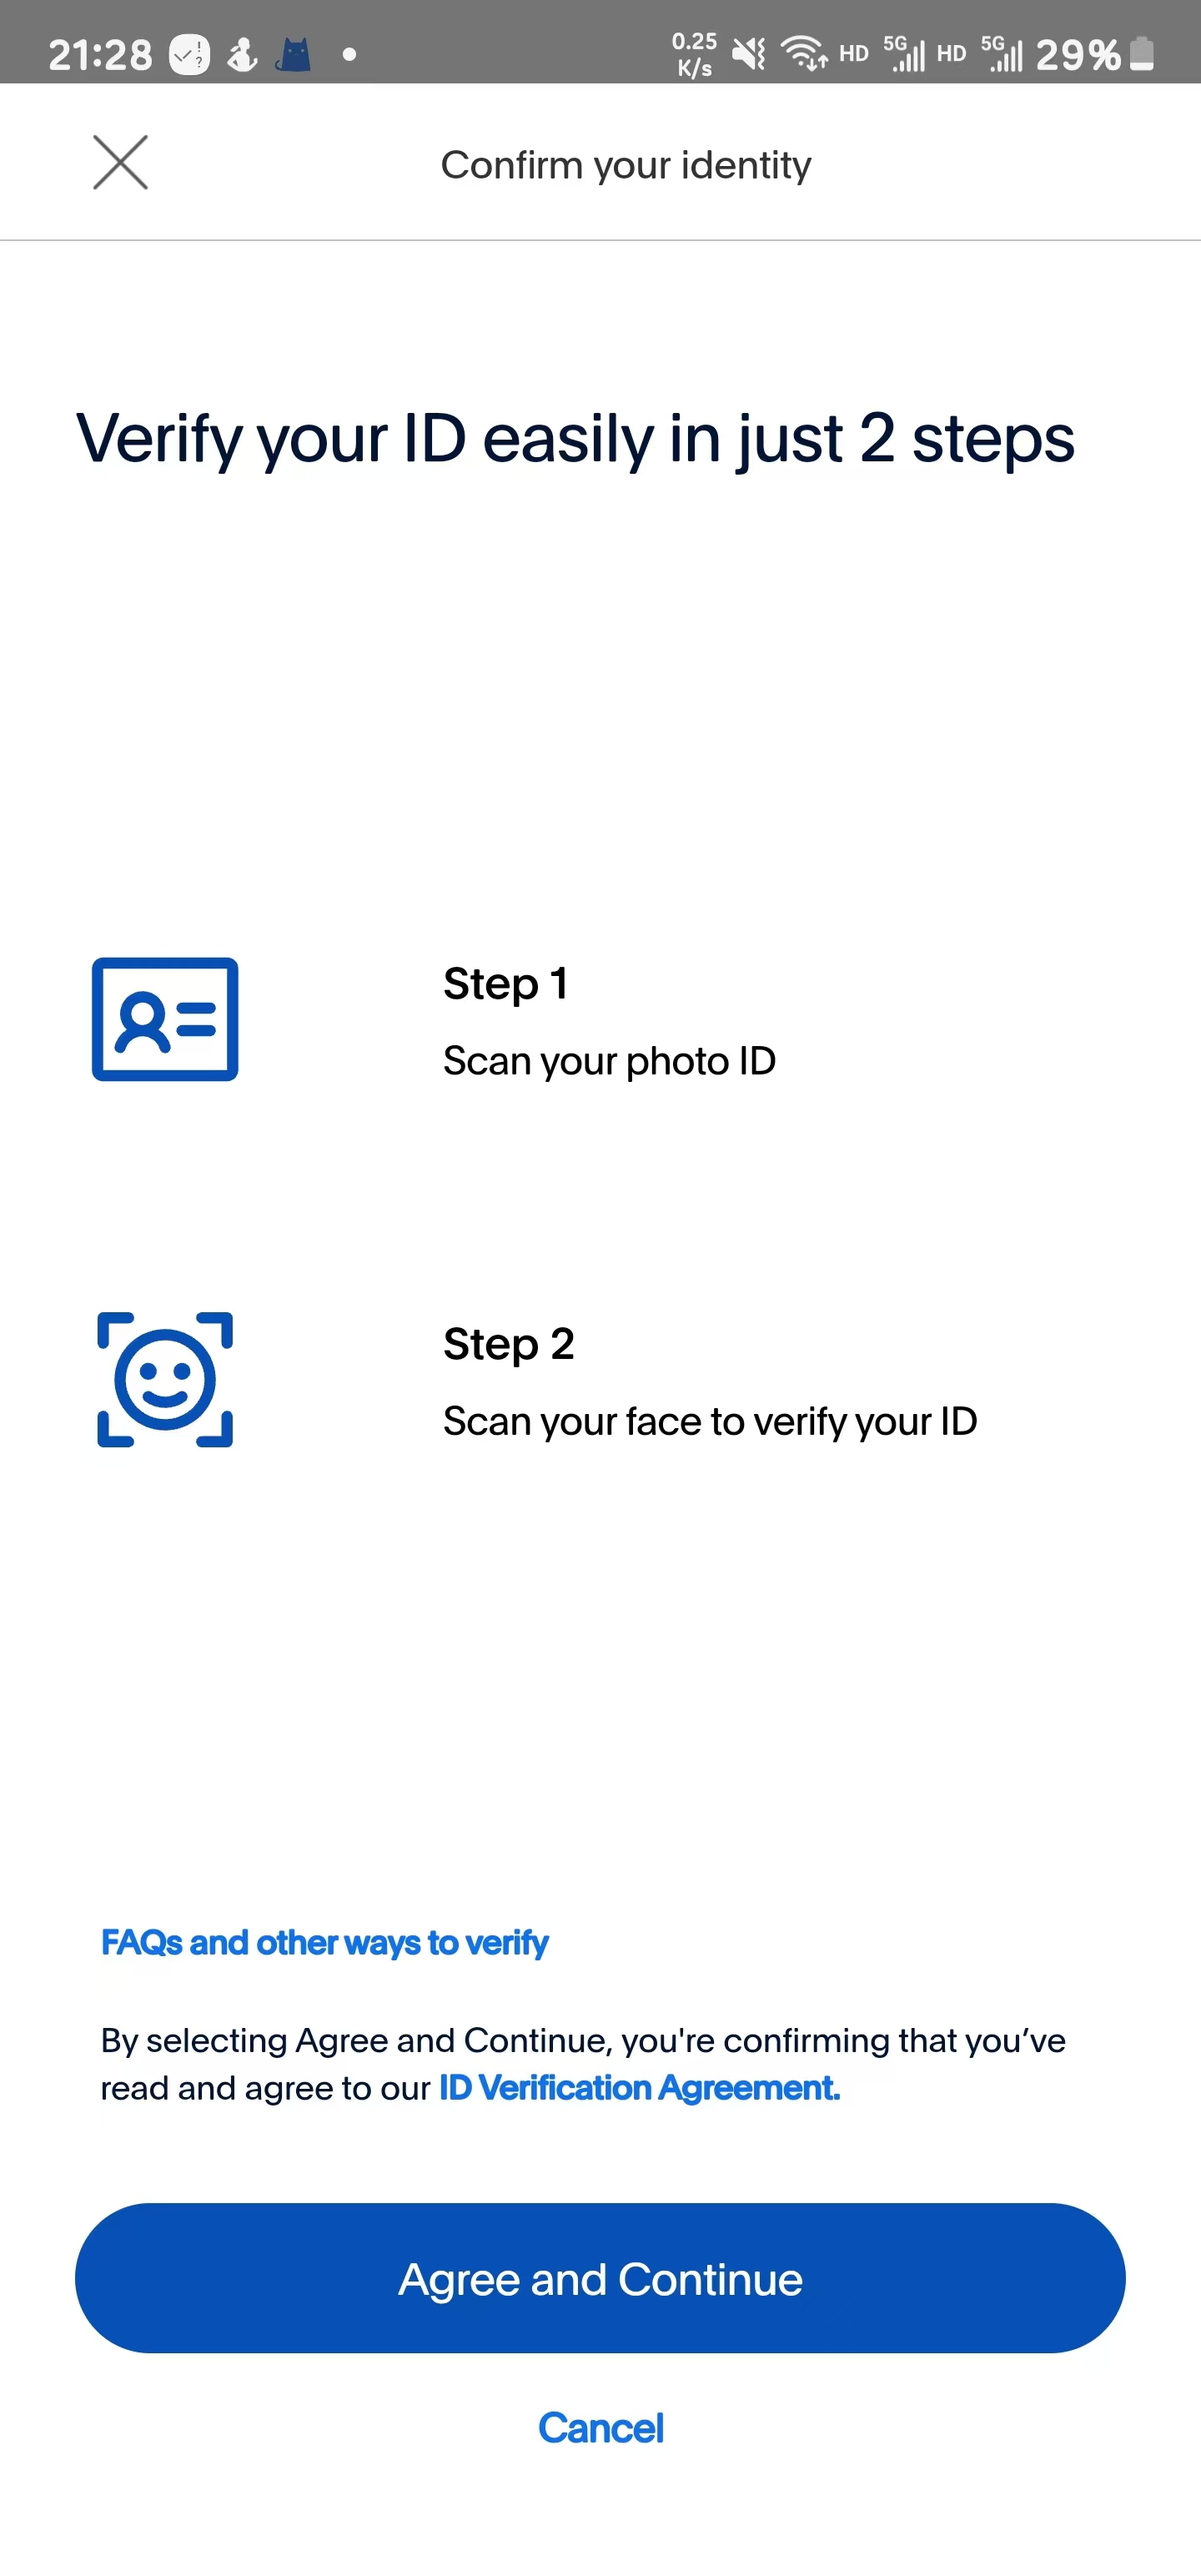 21:28
0.25 K/s HD 5G HD 5G 29%
Confirm your identity
Verify your ID easily in just 2 steps
Step 1
Scan your photo ID
Step 2
Scan your face to verify your ID
FAQs and other ways to verify
By selecting Agree and Continue, you're confirming that you’ve
read and agree to our ID Verification Agreement.
Agree and Continue
Cancel